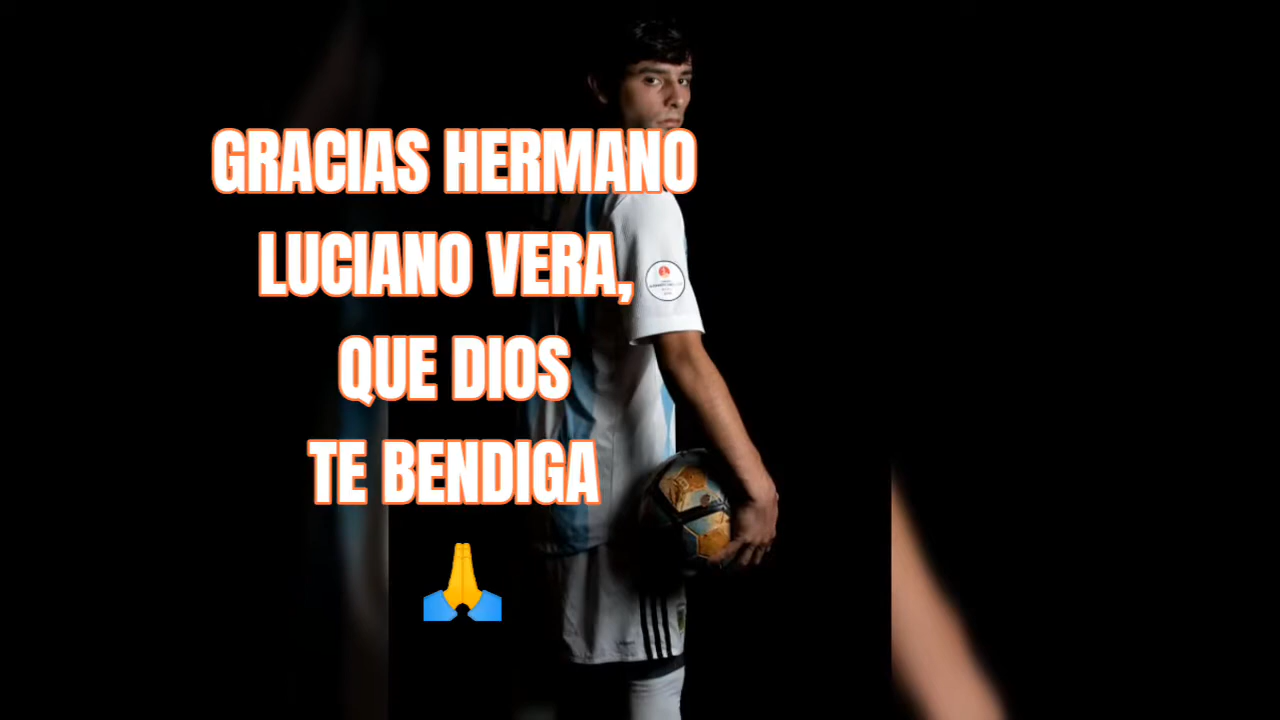 GRACIAS HERMANO
LUCIANO VERA,
QUE DIOS
TE BENDIGA
🙏